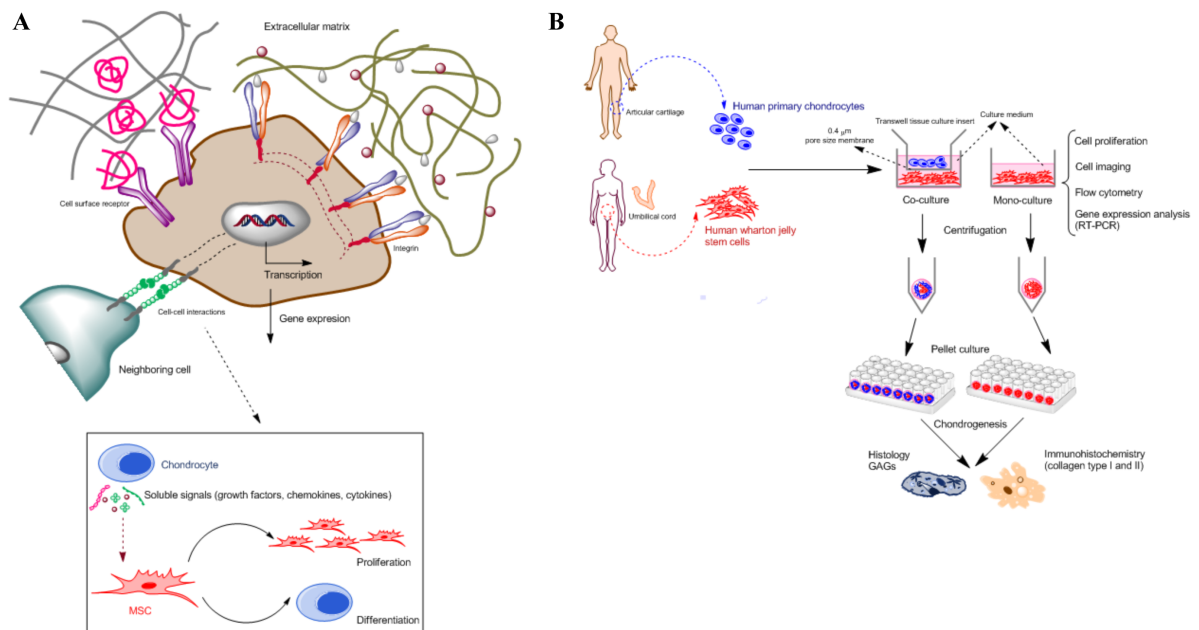 A
Extracellular matrix
Cell surface receptor
Integrin
Transcription
Cell-cell interactions
Gene expresion
Neighboring cell
Chondrocyte
Soluble signals (growth factors, chemokines, cytokines)
Proliferation
MSC
Differentiation
B
Articular cartilage
Human primary chondrocytes
Umbilical cord
Human wharton jelly
stem cells
Transwell tissue culture insert
Culture medium
0.4 μm
pore size membrane
Co-culture
Mono-culture
Cell proliferation
Cell imaging
Flow cytometry
Gene expression analysis
(RT-PCR)
Centrifugation
Pellet culture
Chondrogenesis
Histology
GAGs
Immunohistochemistry
(collagen type I and II)